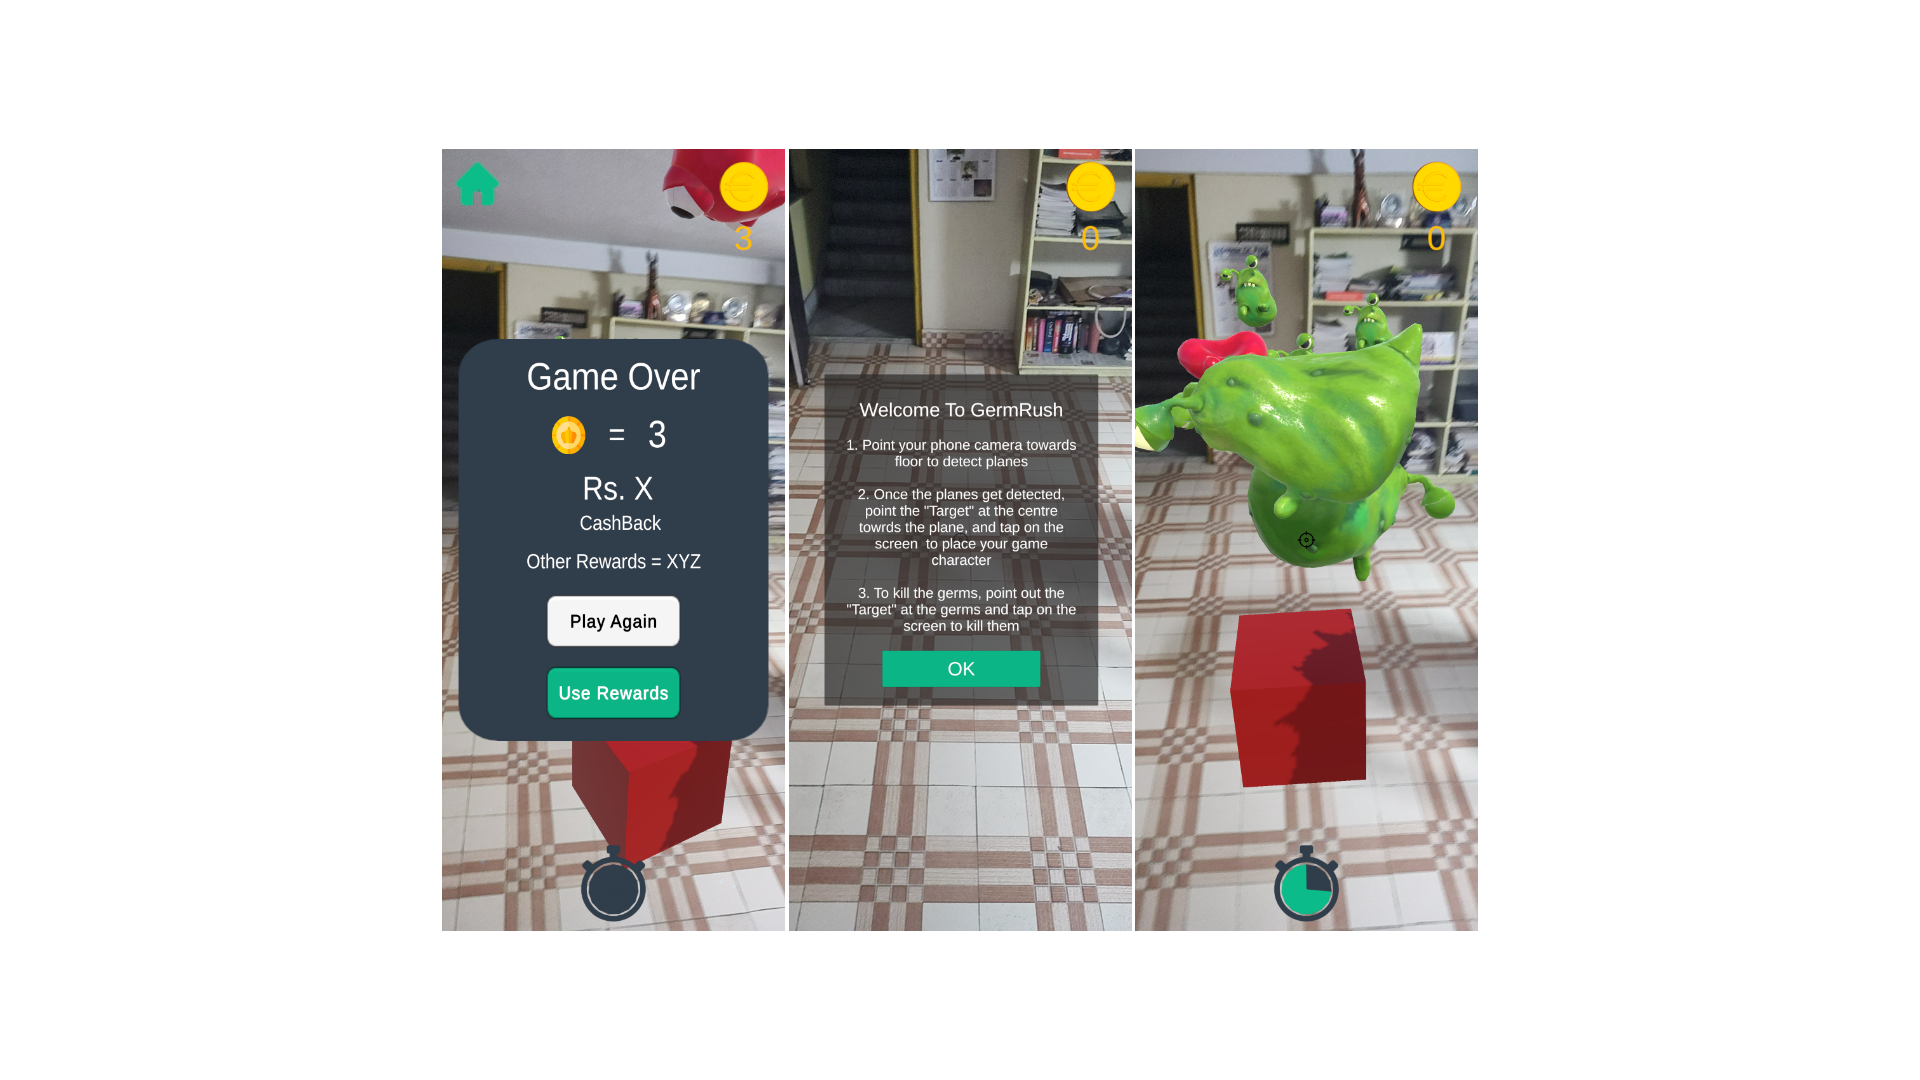 3
Game Over
= 3
Rs. X
CashBack
Other Rewards = XYZ
Play Again
Use Rewards
0
Welcome To GermRush
1. Point your phone camera towards
floor to detect planes
2. Once the planes get detected,
point the "Target" at the centre
towrds the plane, and tap on the
screen to place your game
character
3. To kill the germs, point out the
"Target" at the germs and tap on the
screen to kill them
OK
0